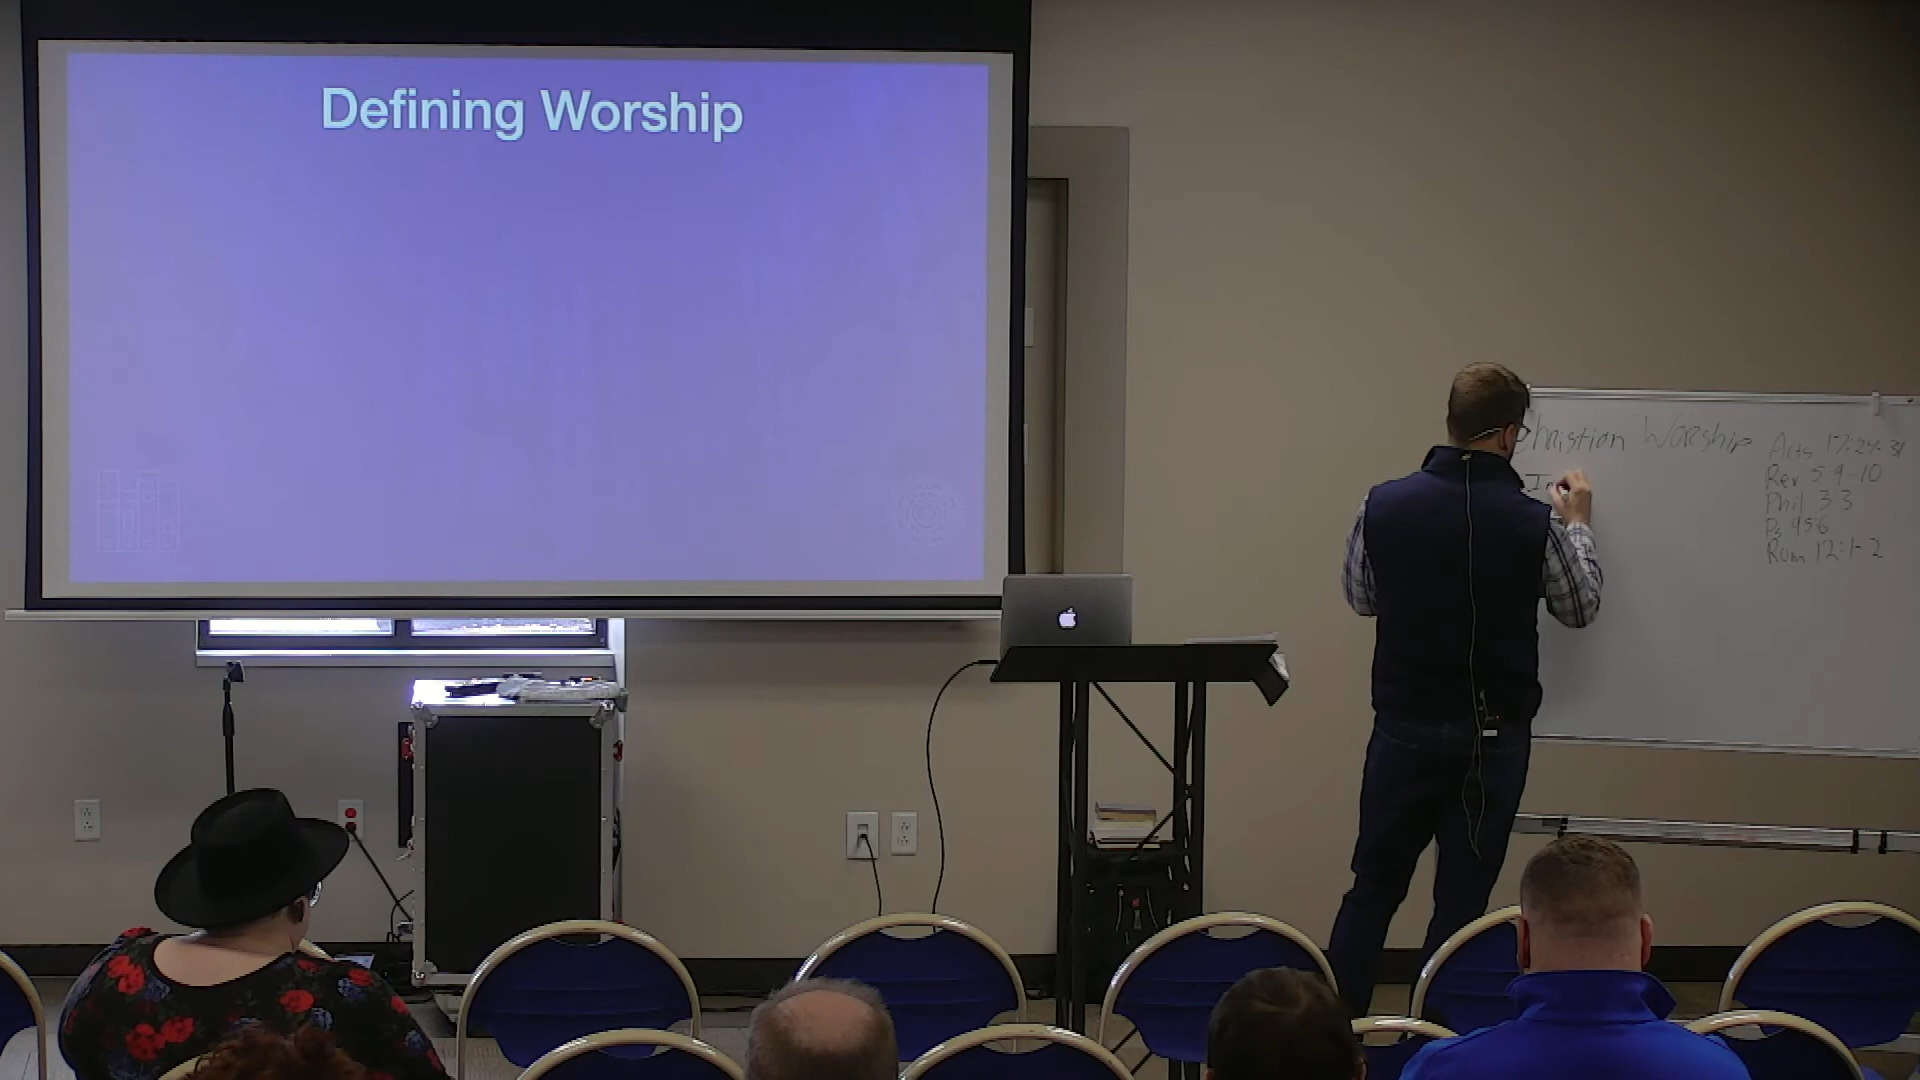 Defining Worship
Christian Worship
In
Acts 17:24-31
Rev 5 9-10
Phil 3 3
Ps 95 6
Rom 12:1-2